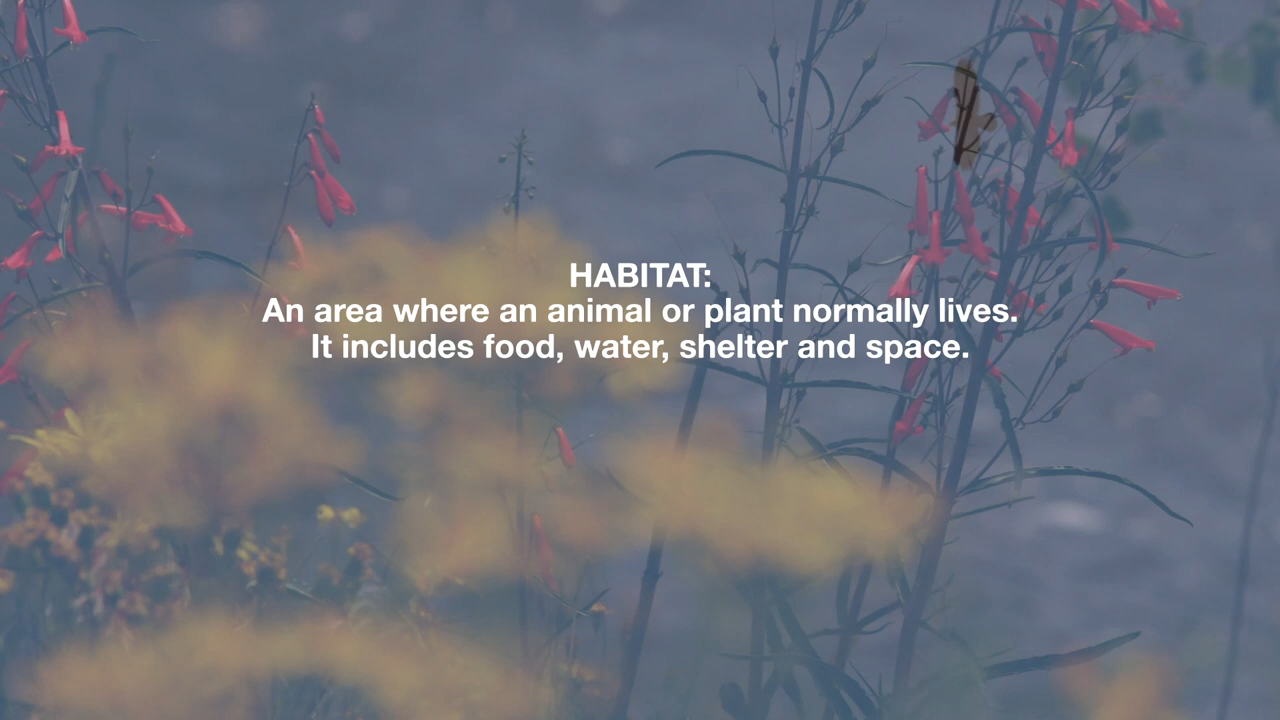 HABITAT:
An area where an animal or plant normally lives.
It includes food, water, shelter and space.